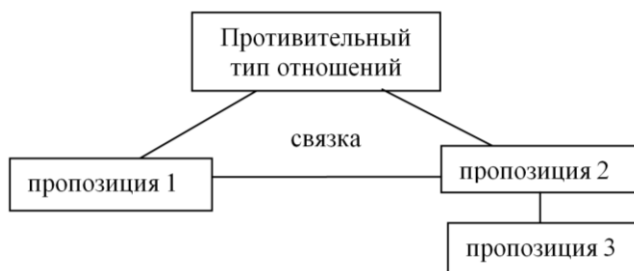 Противительный
тип отношений
связка
пропозиция 1
пропозиция 2
пропозиция 3